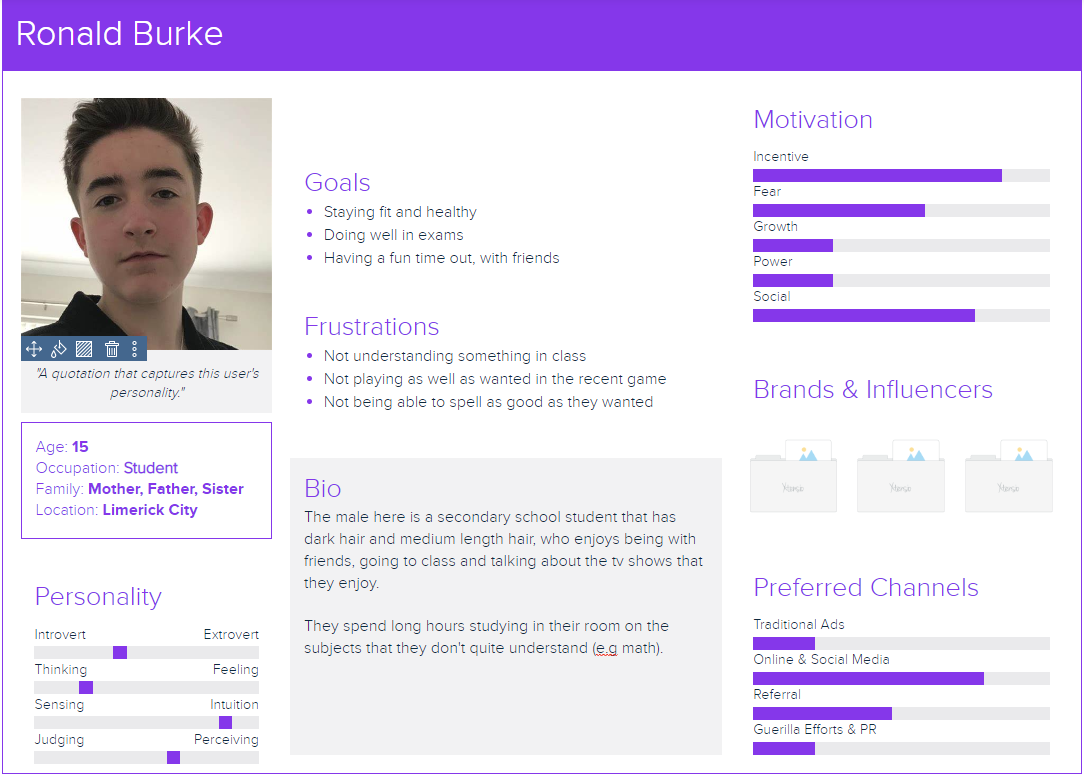 Ronald Burke
"A quotation that captures this user's
personality."
Age: 15
Occupation: Student
Family: Mother, Father, Sister
Location: Limerick City
Personality
Introvert Extrovert
Thinking Feeling
Sensing Intuition
Judging Perceiving
Goals
Staying fit and healthy
Doing well in exams
Having a fun time out, with friends
Frustrations
Not understanding something in class
Not playing as well as wanted in the recent game
Not being able to spell as good as they wanted
Bio
The male here is a secondary school student that has
dark hair and medium length hair, who enjoys being with
friends, going to class and talking about the tv shows that
they enjoy.
They spend long hours studying in their room on the
subjects that they don't quite understand (e.g math).
Motivation
Incentive
Fear
Growth
Power
Social
Brands & Influencers
Preferred Channels
Traditional Ads
Online & Social Media
Referral
Guerilla Efforts & PR